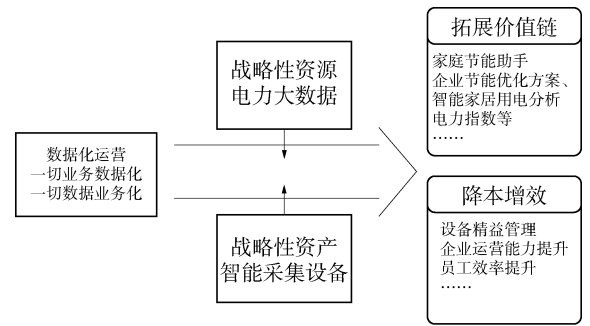 数据化运营
一切业务数据化
一切数据业务化
战略性资源
电力大数据
战略性资产
智能采集设备
拓展价值链
家庭节能助手
企业节能优化方案、
智能家居用电分析
电力指数等
……
降本增效
设备精益管理
企业运营能力提升
员工效率提升
……